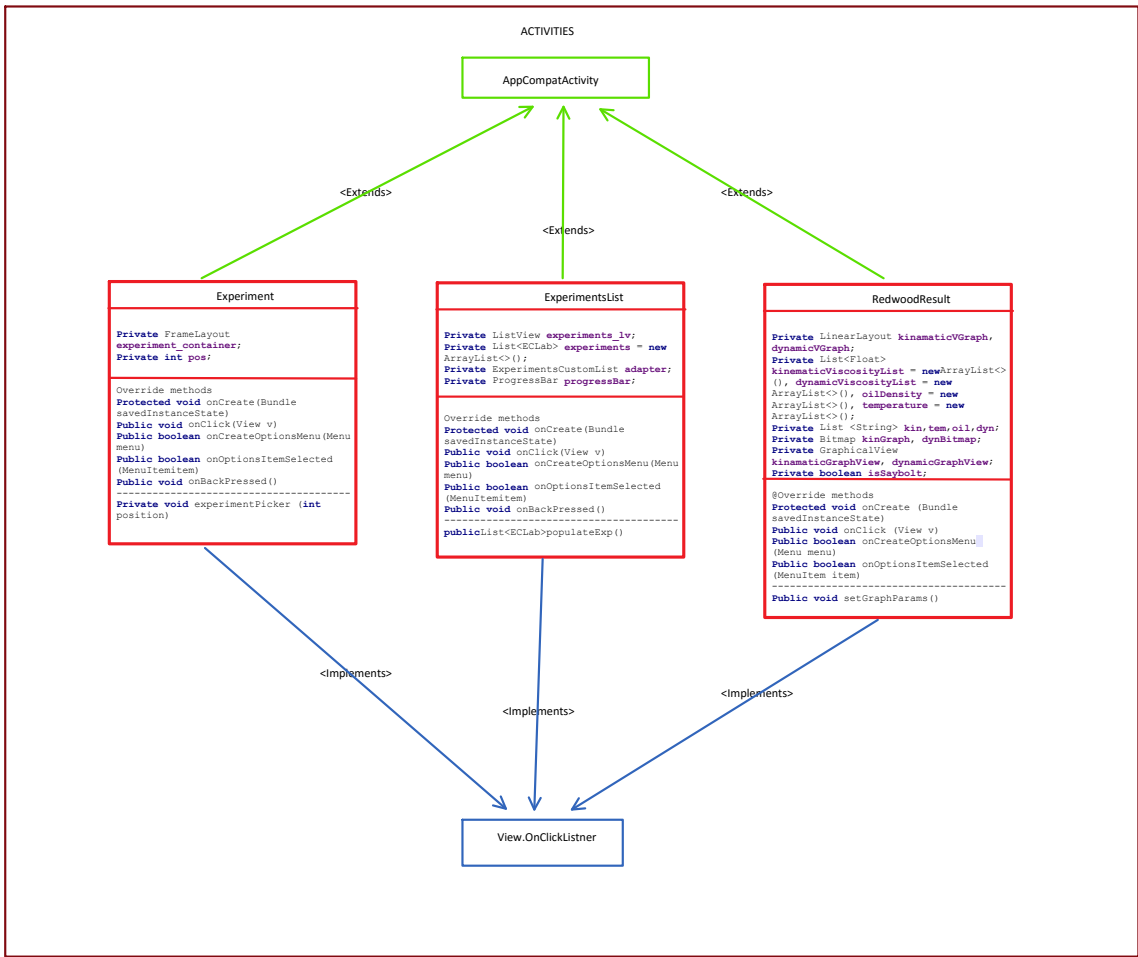 ACTIVITIES
AppCompatActivity
<Extends>
<Extends>
<Extends>
Experiment
Private FrameLayout
experiment_container;
Private int pos;
Override methods
Protected void onCreate(Bundle
savedInstanceState)
Public void onClick(View v)
Public boolean onCreateOptionsMenu(Menu
menu)
Public boolean onOptionsItemSelected
(MenuItemitem)
Public void onBackPressed()
---------------------------------------
Private void experimentPicker (int
position)
ExperimentsList
Private ListView experiments_lv;
Private List<ECLab> experiments = new
ArrayList<>();
Private ExperimentsCustomList adapter;
Private ProgressBar progressBar;
Override methods
Protected void onCreate(Bundle
savedInstanceState)
Public void onClick(View v)
Public boolean onCreateOptionsMenu(Menu
menu)
Public boolean onOptionsItemSelected
(MenuItemitem)
Public void onBackPressed()
---------------------------------------
publicList<ECLab>populateExp()
RedwoodResult
Private LinearLayout kinamaticVGraph,
dynamicVGraph;
Private List<Float>
kinematicViscosityList = newArrayList<>
(), dynamicViscosityList = new
ArrayList<>(), oilDensity = new
ArrayList<>(), temperature = new
ArrayList<>();
Private List <String> kin,tem,oil,dyn;
Private Bitmap kinGraph, dynBitmap;
Private GraphicalView
kinamaticGraphView, dynamicGraphView;
Private boolean isSaybolt;
@Override methods
Protected void onCreate (Bundle
savedInstanceState)
Public void onClick (View v)
Public boolean onCreateOptionsMenu
(Menu menu)
Public boolean onOptionsItemSelected
(MenuItem item)
---------------------------------------
Public void setGraphParams()
<Implements>
<Implements>
<Implements>
View.OnClickListner